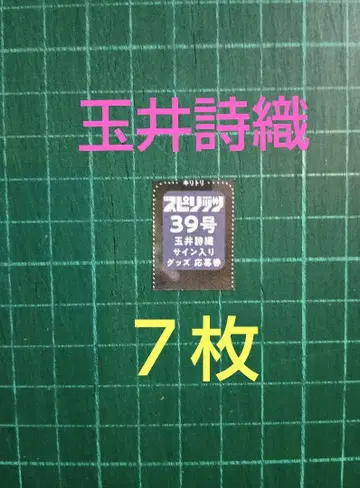 玉井詩織
キリトリ
スピリッツ
39号
玉井詩織
サイン入り
グッズ 応募券
7枚